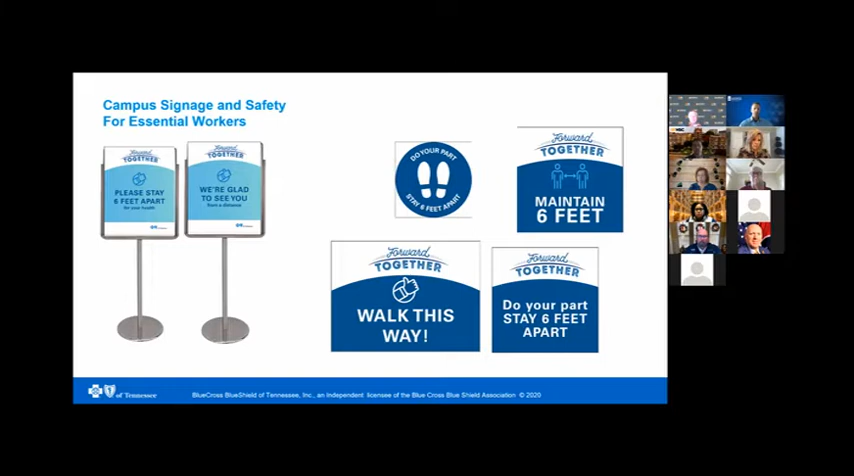 Campus Signage and Safety
For Essential Workers
Forward
TOGETHER
PLEASE STAY
6 FEET APART
for your health
Forward
TOGETHER
WE'RE GLAD
TO SEE YOU
from a distance
DO YOUR PART
STAY 6 FEET APART
Forward
TOGETHER
MAINTAIN
6 FEET
Forward
TOGETHER
WALK THIS
WAY!
Forward
TOGETHER
Do your part
STAY 6 FEET
APART
of Tennessee
BlueCross BlueShield of Tennessee, Inc., an Independent licensee of the Blue Cross Blue Shield Association © 2020